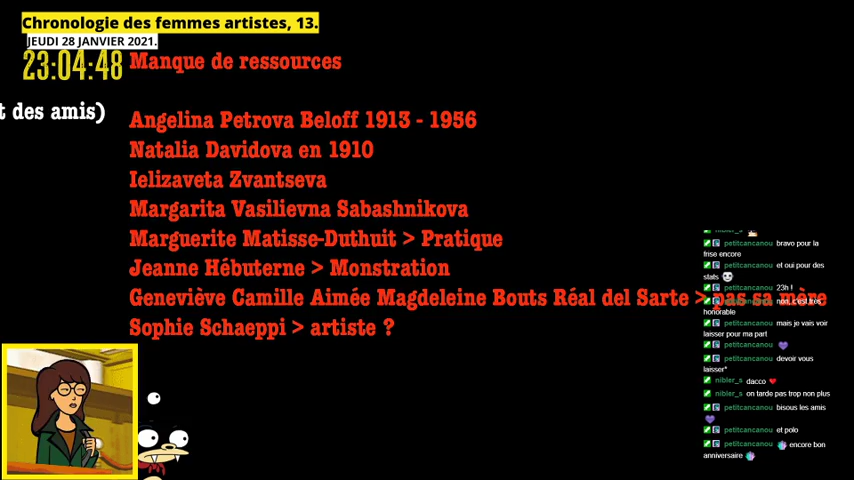 Chronologie des femmes artistes, 13.
JEUDI 28 JANVIER 2021.
23:04:48
Manque de ressources
t des amis)
Angelina Petrova Beloff 1913 - 1956
Natalia Davidova en 1910
Ielizaveta Zvantseva
Margarita Vasilievna Sabashnikova
Marguerite Matisse-Duthuit > Pratique
Jeanne Hébuterne > Monstration
Geneviève Camille Aimée Magdeleine Bouts Réal del Sarte > pas sa mère
Sophie Schaeppi > artiste ?
nibler_s
petitcancanou bravo pour la
frise encore
petitcancanou et oui pour des
stats
petitcancanou 23h !
petitcancanou non, c'est très
honorable
petitcancanou mais je vais voir
laisser pour ma part
petitcancanou
petitcancanou devoir vous
laisser*
nibler_s dacco
nibler_s on tarde pas trop non plus
petitcancanou bisous les amis
petitcancanou et polo
petitcancanou encore bon
anniversaire